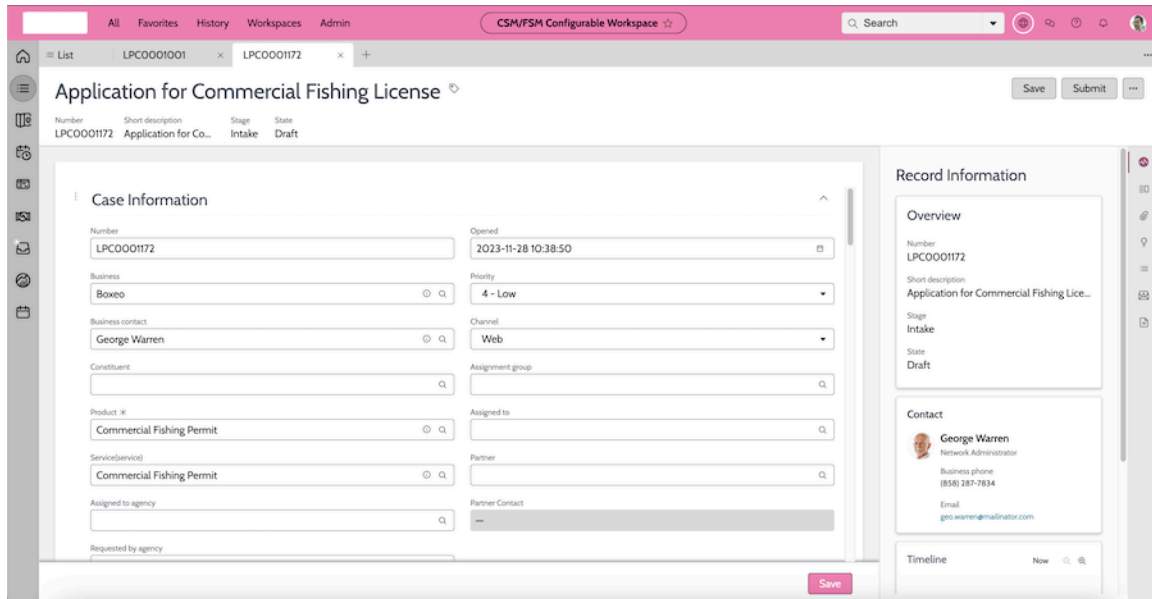 All Favorites History Workspaces Admin CSM/FSM Configurable Workspace Search
List LPC0001001 × LPC0001172 × +
Application for Commercial Fishing License Save Submit
Number Short description Stage State
LPC0001172 Application for Co... Intake Draft
Case Information
Number
LPC0001172
Opened
2023-11-28 10:38:50
Business
Boxeo
Priority
4 - Low
Business contact
George Warren
Channel
Web
Constituent
Assignment group
Product *
Commercial Fishing Permit
Assigned to
Service(service)
Commercial Fishing Permit
Partner
Assigned to agency
Partner Contact
—
Requested by agency
Save
Record Information
Overview
Number
LPC0001172
Short description
Application for Commercial Fishing Lice...
Stage
Intake
State
Draft
Contact
George Warren
Network Administrator
Business phone
(858) 287-7834
Email
geo.warren@mailinator.com
Timeline Now